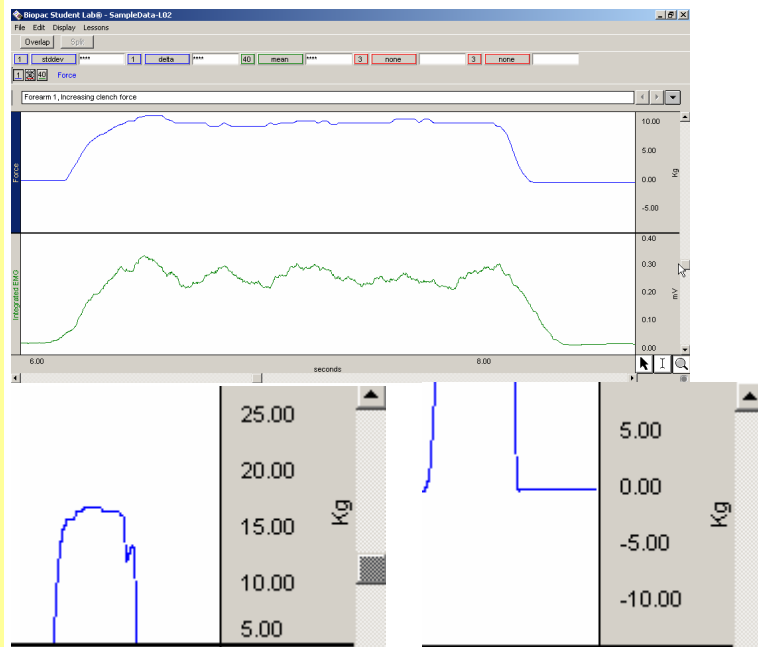 Biopac Student Lab® - SampleData-L02
File Edit Display Lessons
Overlap Split
1 stddev **** 1 delta **** 40 mean **** 3 none 3 none
1 40 Force
Forearm 1, Increasing clench force
Force
10.00
5.00
0.00
-5.00
Kg
Integrated EMG
0.40
0.30
0.20
0.10
0.00
mV
6.00
seconds
8.00
25.00
20.00
15.00
10.00
5.00
Kg
5.00
0.00
-5.00
-10.00
Kg